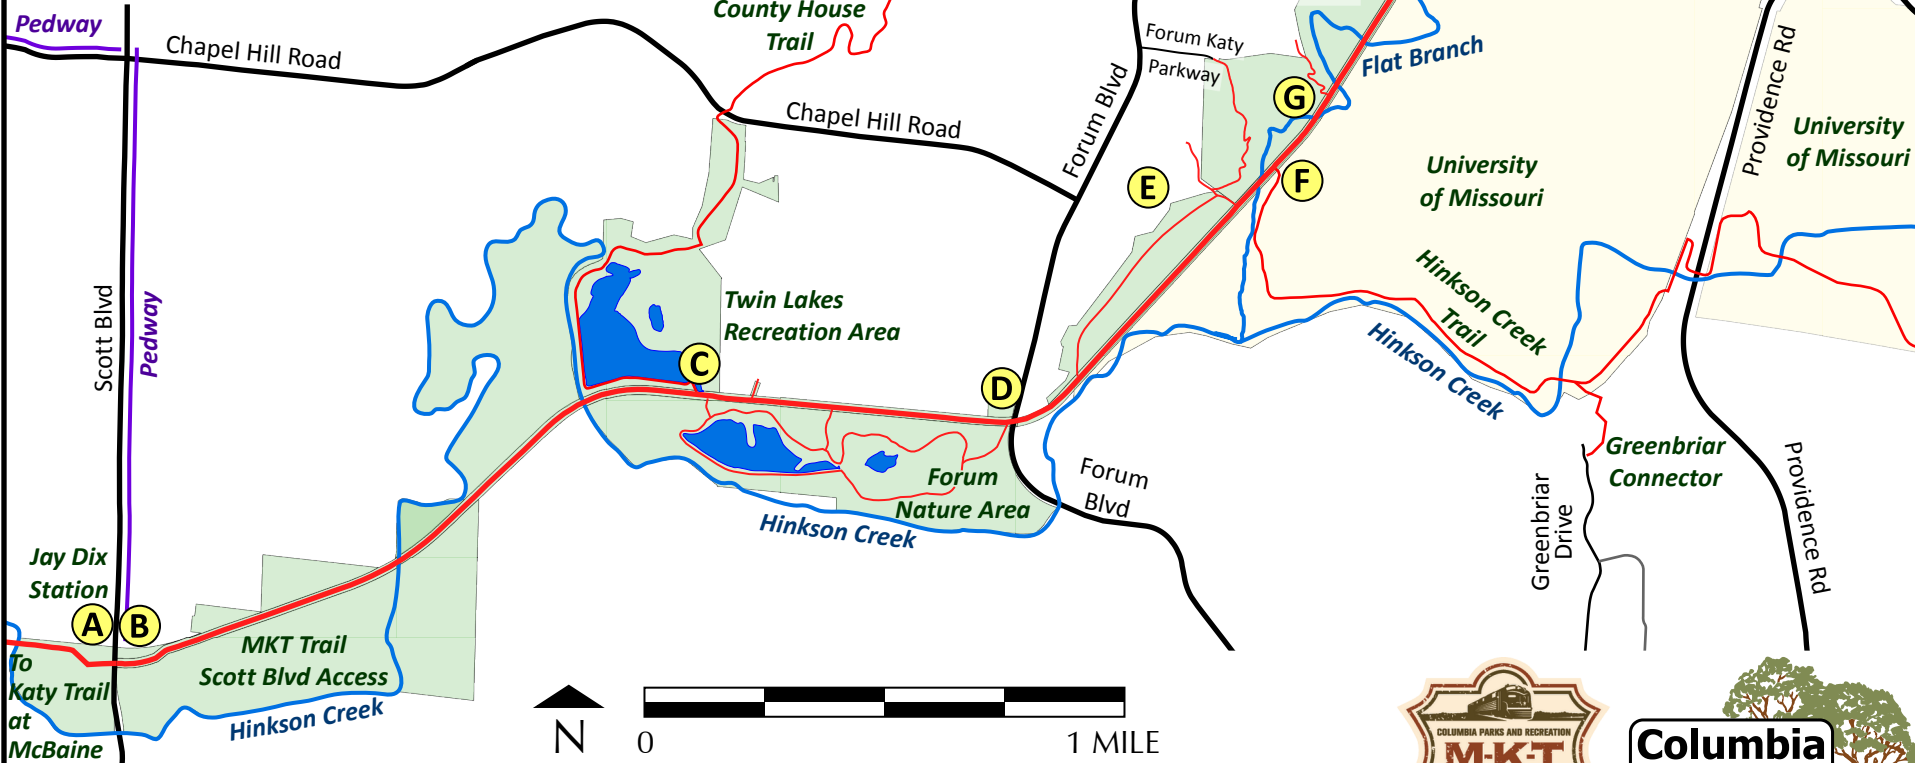 Pedway
Chapel Hill Road
County House
Trail
Chapel Hill Road
Forum Blvd
Forum Katy
Parkway
Flat Branch
G
E
F
Providence Rd
University
of Missouri
University
of Missouri
Scott Blvd
Pedway
Twin Lakes
Recreation Area
C
D
Hinkson Creek
Trail
Hinkson Creek
Forum
Nature Area
Forum
Blvd
Hinkson Creek
Greenbriar
Connector
Greenbriar
Drive
Providence Rd
Jay Dix
Station
A
B
MKT Trail
Scott Blvd Access
Hinkson Creek
To
Katy Trail
at
McBaine
N
0
1 MILE
COLUMBIA PARKS AND RECREATION
M-K-T
Columbia